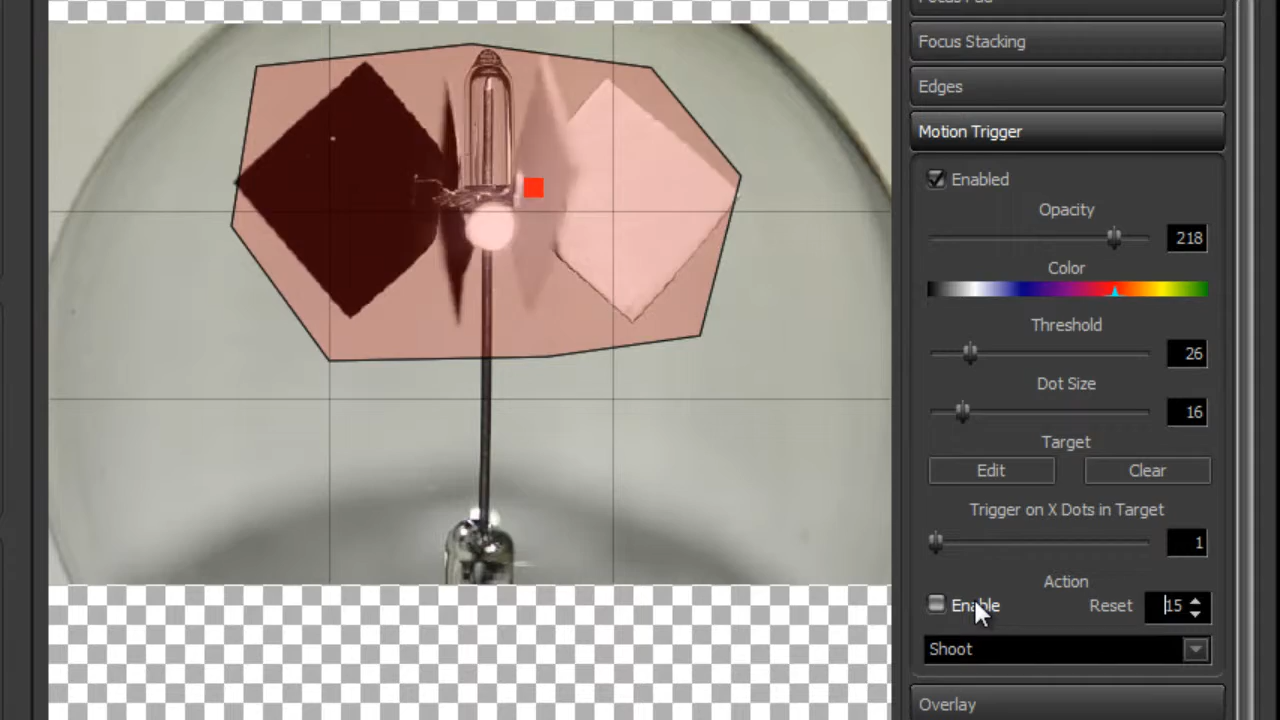 Focus Stacking
Edges
Motion Trigger
Enabled
Opacity
218
Color
Threshold
26
Dot Size
16
Target
Edit Clear
Trigger on X Dots in Target
1
Action
Enable Reset 15
Shoot
Overlay